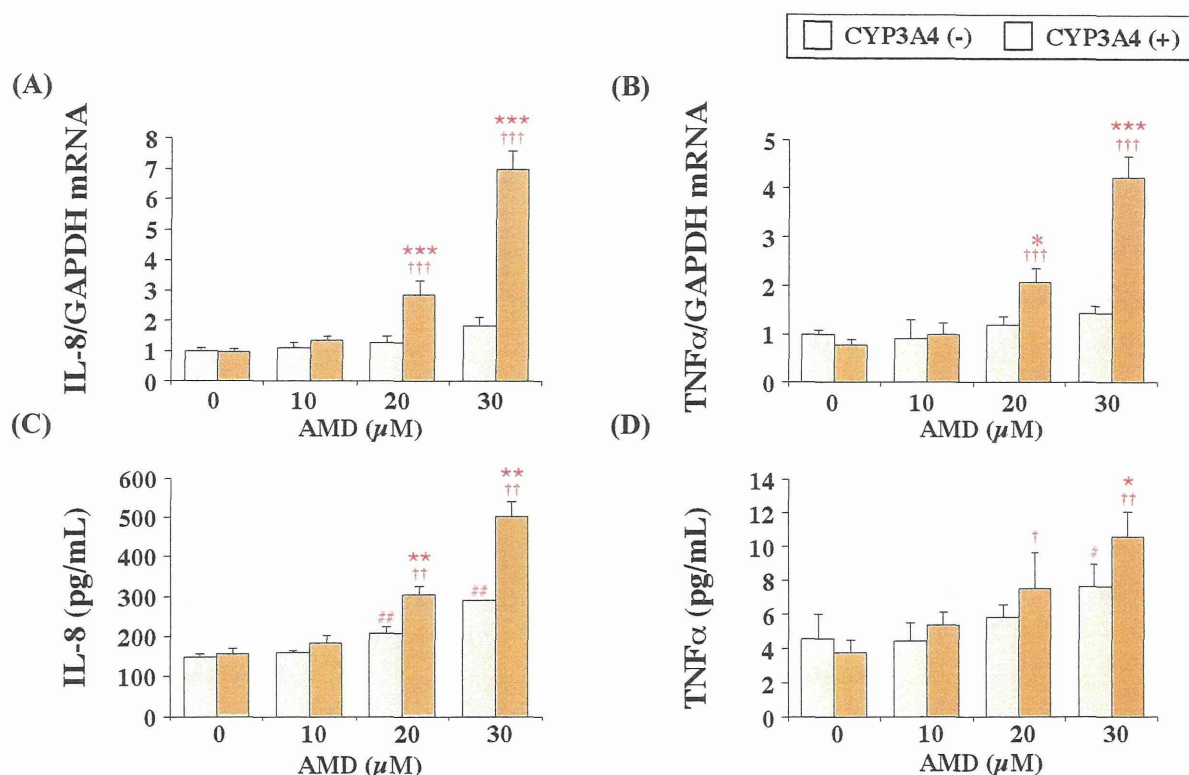 CYP3A4 (-) CYP3A4 (+)
(A)
IL-8/GAPDH mRNA
8
7
6
5
4
3
2
1
0
***
†††
***
†††
0 10 20 30
AMD (µM)
(B)
TNFα/GAPDH mRNA
5
4
3
2
1
0
*
†††
***
†††
0 10 20 30
AMD (µM)
(C)
IL-8 (pg/mL)
600
500
400
300
200
100
0
##
**
††
##
**
††
0 10 20 30
AMD (µM)
(D)
TNFα (pg/mL)
14
12
10
8
6
4
2
0
†
#
*
††
0 10 20 30
AMD (µM)